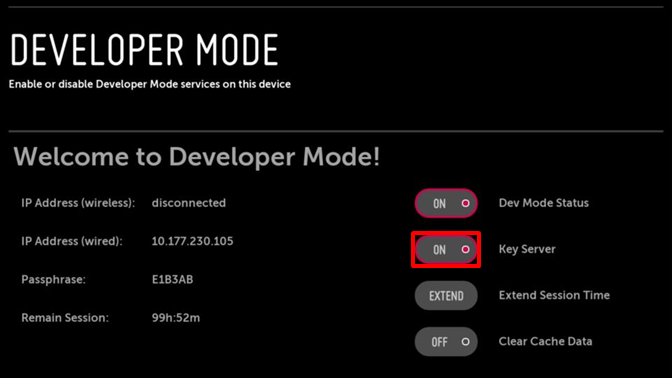 DEVELOPER MODE
Enable or disable Developer Mode services on this device
Welcome to Developer Mode!
IP Address (wireless): disconnected ON Dev Mode Status
IP Address (wired): 10.177.230.105 ON Key Server
Passphrase: E1B3AB EXTEND Extend Session Time
Remain Session: 99h:52m OFF Clear Cache Data